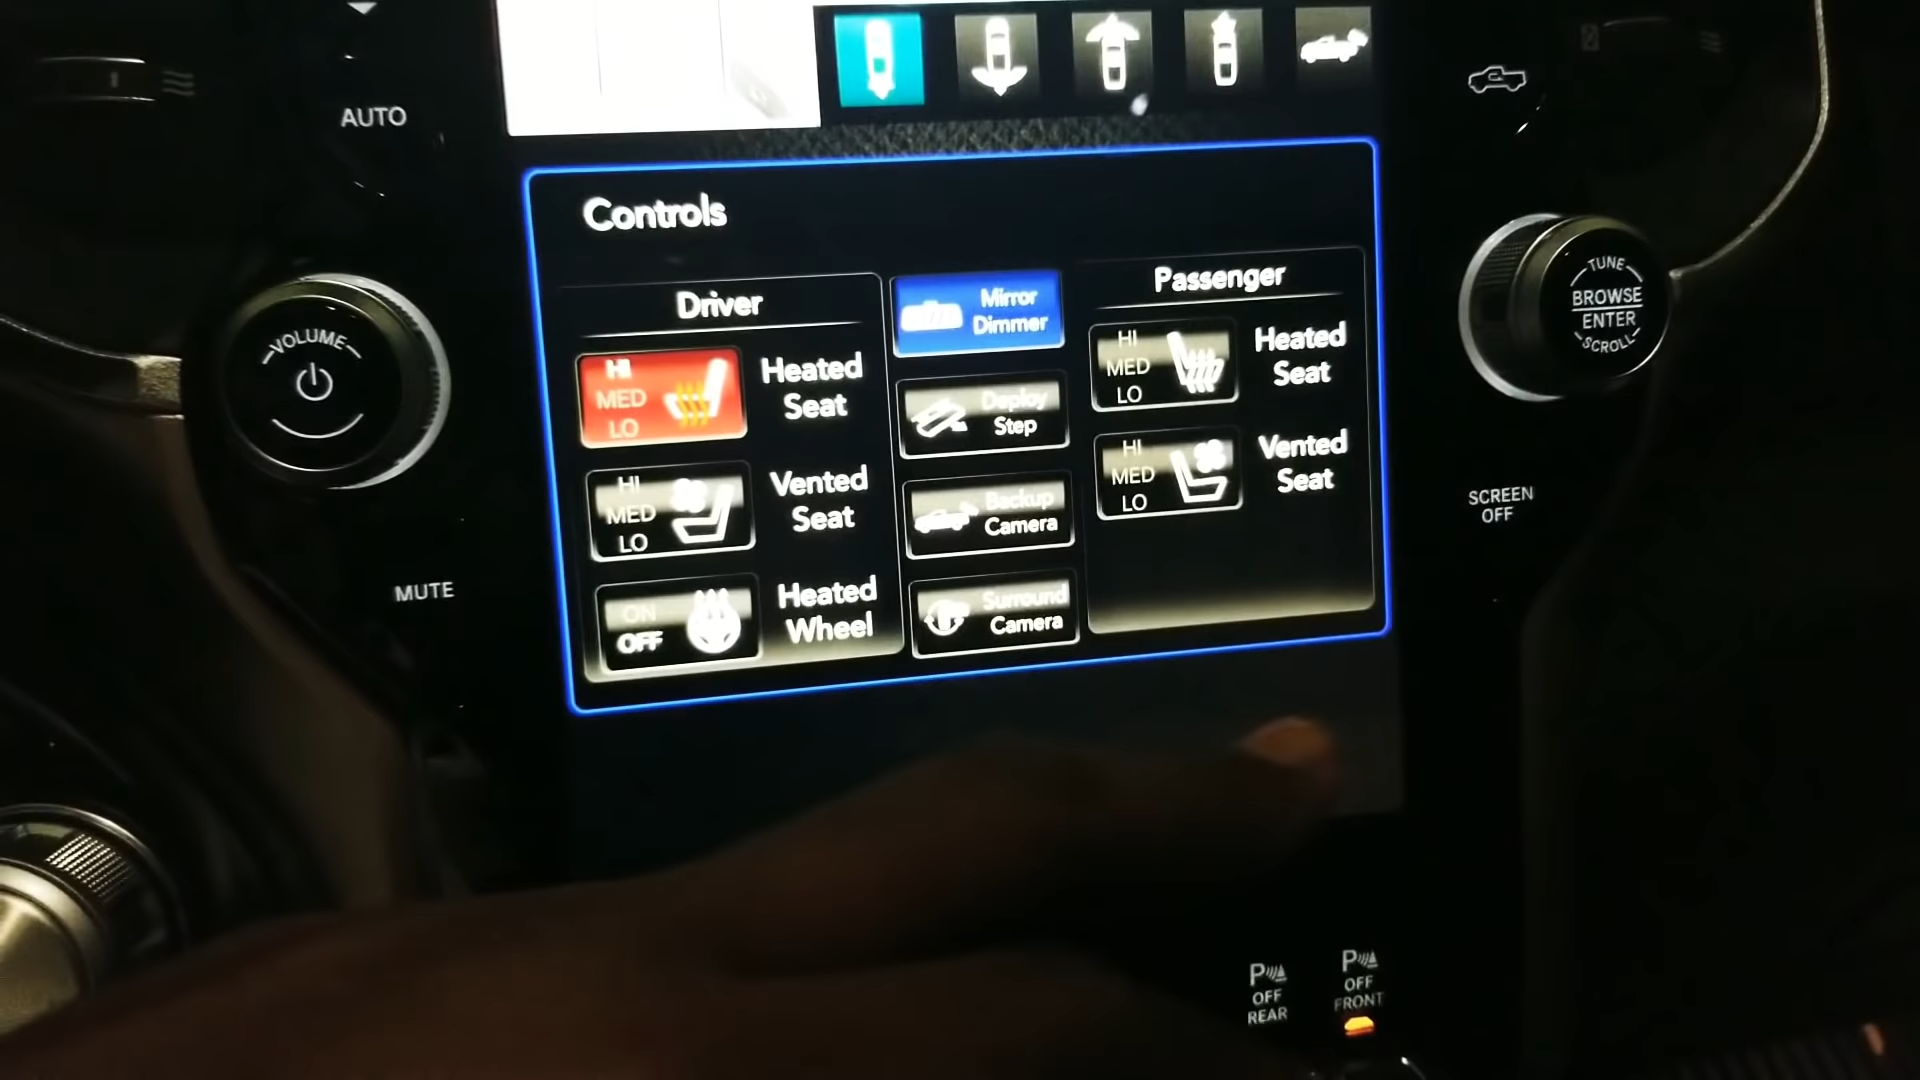 AUTO
Controls
Driver
HI
MED
LO
Heated
Seat
HI
MED
LO
Vented
Seat
ON
OFF
Heated
Wheel
Mirror
Dimmer
Deploy
Step
Backup
Camera
Surround
Camera
Passenger
HI
MED
LO
Heated
Seat
HI
MED
LO
Vented
Seat
VOLUME
MUTE
TUNE
BROWSE
ENTER
SCROLL
SCREEN
OFF
P
OFF
REAR
P
OFF
FRONT